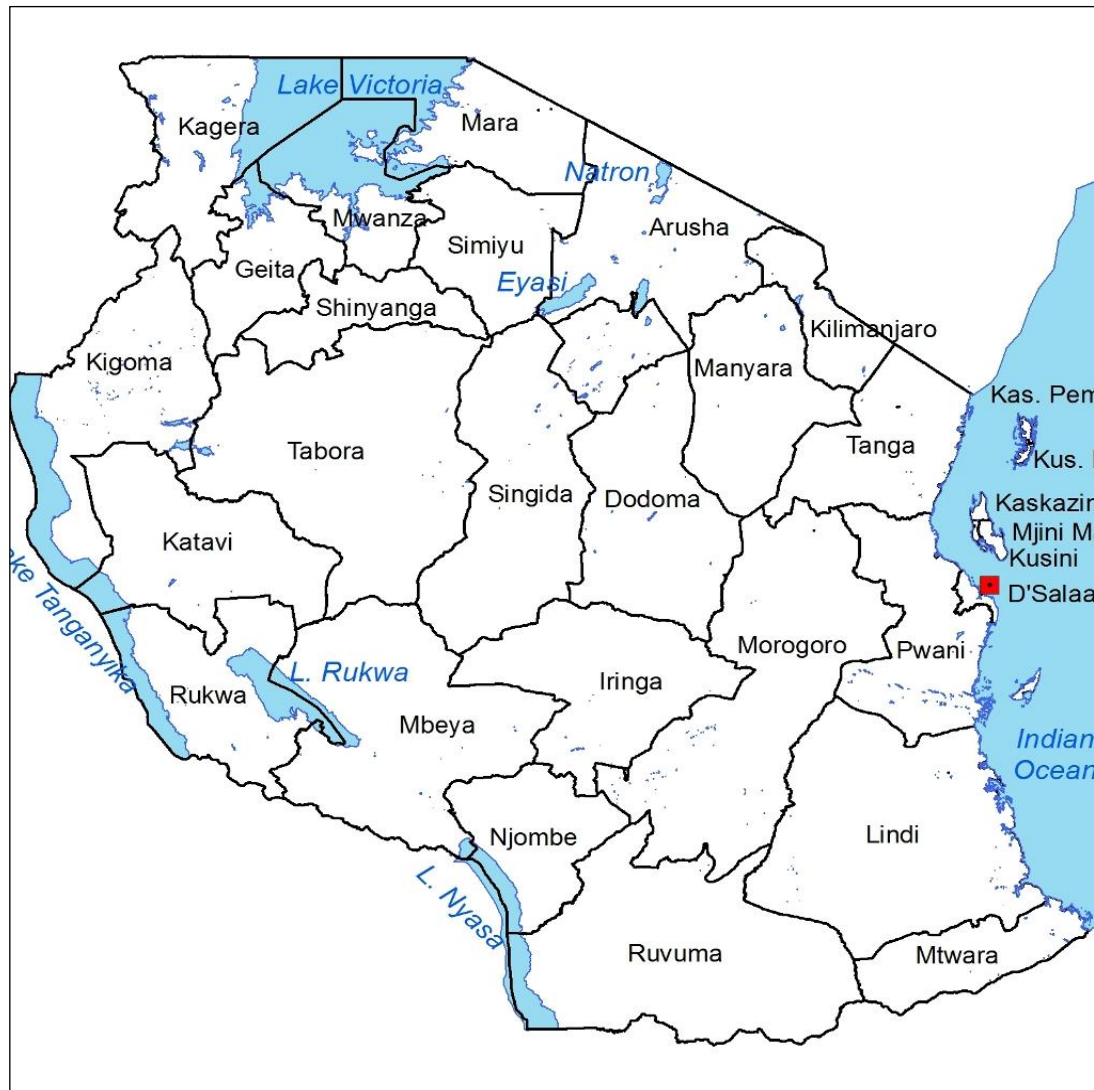 Lake Victoria
Kagera
Mara
Natron
Mwanza
Arusha
Simiyu
Geita
Eyasi
Shinyanga
Kilimanjaro
Kigoma
Manyara
Kas. Pem
Tanga
Tabora
Kus.
Singida
Dodoma
Kaskazin
Mjini M
Katavi
Kusini
D'Salaa
ke Tanganyika
Morogoro
Pwani
L. Rukwa
Iringa
Rukwa
Mbeya
Indian
Ocean
Njombe
Lindi
L. Nyasa
Ruvuma
Mtwara